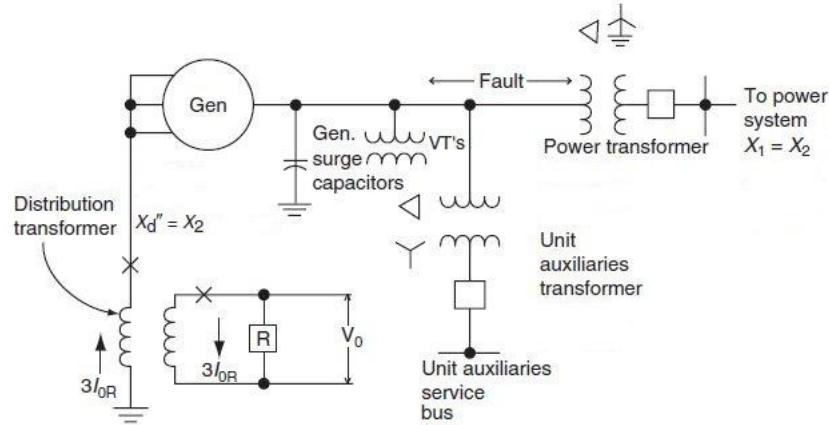 Gen
Fault
Gen.
surge
capacitors
VT's
Power transformer
To power
system
X₁ = X₂
Distribution
transformer
Xd″ = X₂
Unit
auxiliaries
transformer
R
V₀
3I₀R
3I₀R
Unit auxiliaries
service
bus